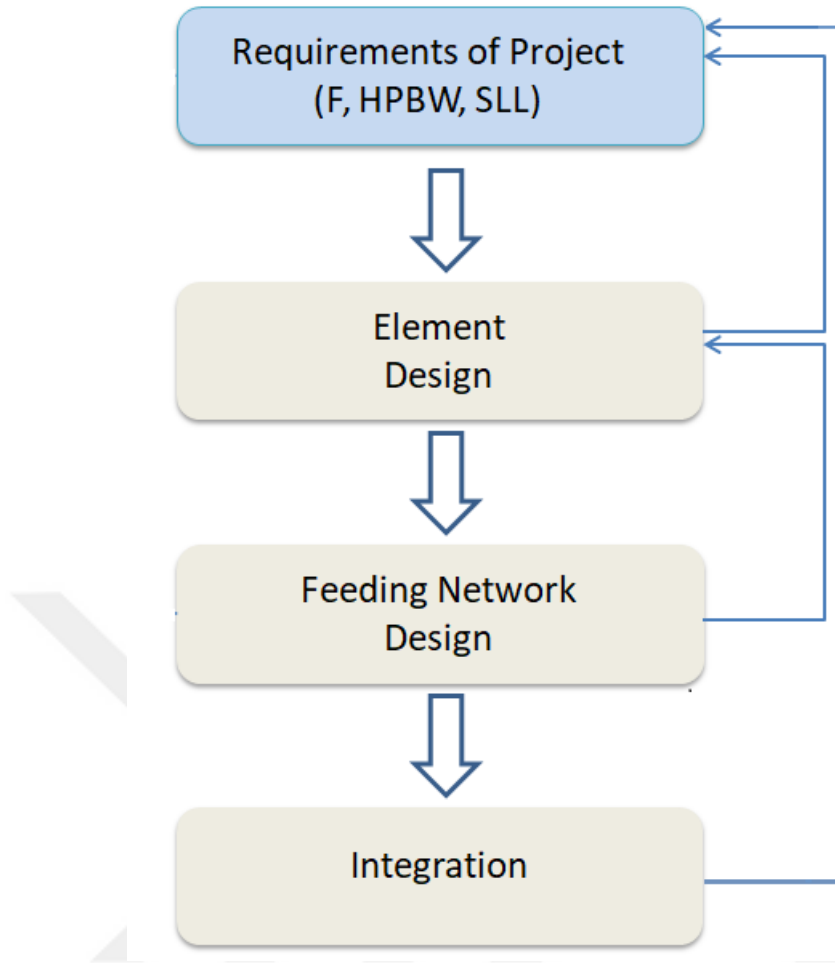 Requirements of Project
(F, HPBW, SLL)
Element
Design
Feeding Network
Design
Integration